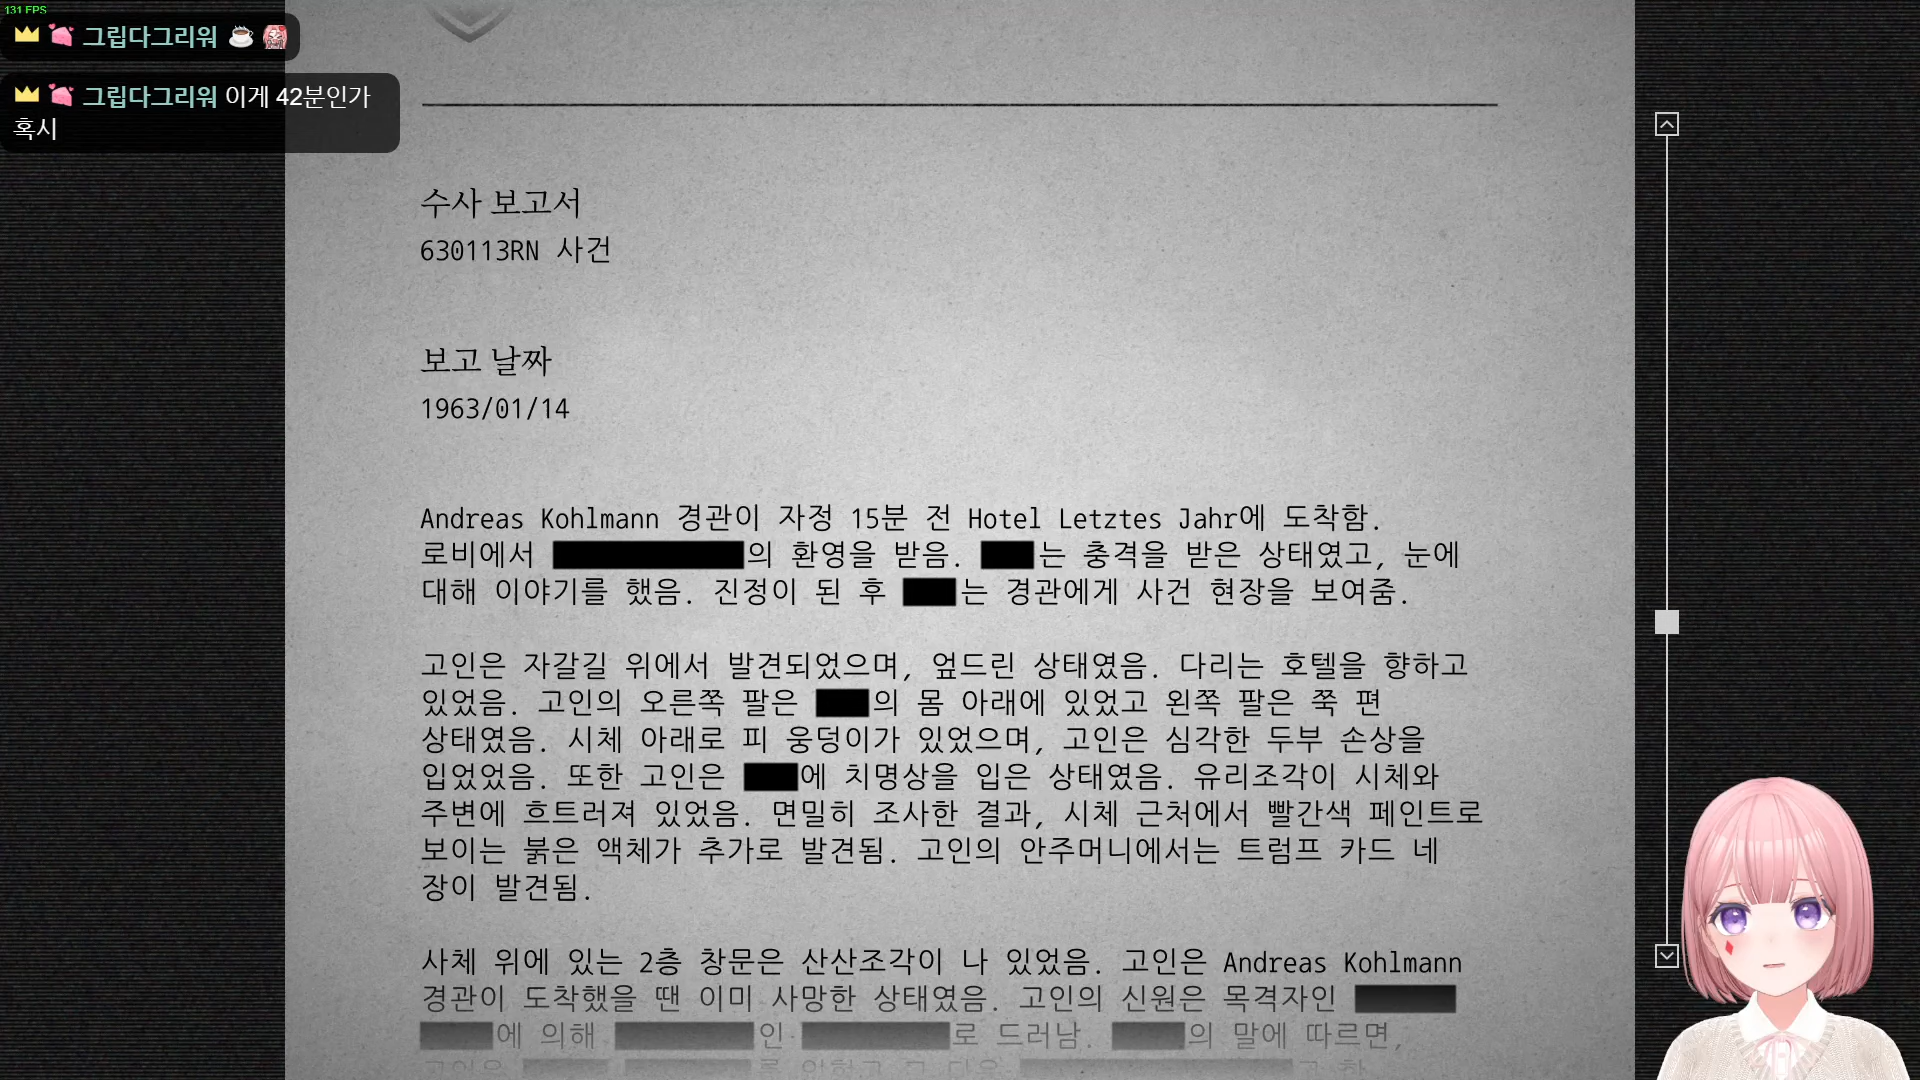 131 FPS
그립다그리워
그립다그리워 이게 42분인가
혹시
수사 보고서
630113RN 사건
보고 날짜
1963/01/14
Andreas Kohlmann 경관이 자정 15분 전 Hotel Letztes Jahr에 도착함.
로비에서 의 환영을 받음. 는 충격을 받은 상태였고, 눈에
대해 이야기를 했음. 진정이 된 후 는 경관에게 사건 현장을 보여줌.
고인은 자갈길 위에서 발견되었으며, 엎드린 상태였음. 다리는 호텔을 향하고
있었음. 고인의 오른쪽 팔은 의 몸 아래에 있었고 왼쪽 팔은 쭉 편
상태였음. 시체 아래로 피 웅덩이가 있었으며, 고인은 심각한 두부 손상을
입었었음. 또한 고인은 에 치명상을 입은 상태였음. 유리조각이 시체와
주변에 흐트러져 있었음. 면밀히 조사한 결과, 시체 근처에서 빨간색 페인트로
보이는 붉은 액체가 추가로 발견됨. 고인의 안주머니에서는 트럼프 카드 네
장이 발견됨.
사체 위에 있는 2층 창문은 산산조각이 나 있었음. 고인은 Andreas Kohlmann
경관이 도착했을 땐 이미 사망한 상태였음. 고인의 신원은 목격자인
에 의해 인 로 드러남. 의 말에 따르면,